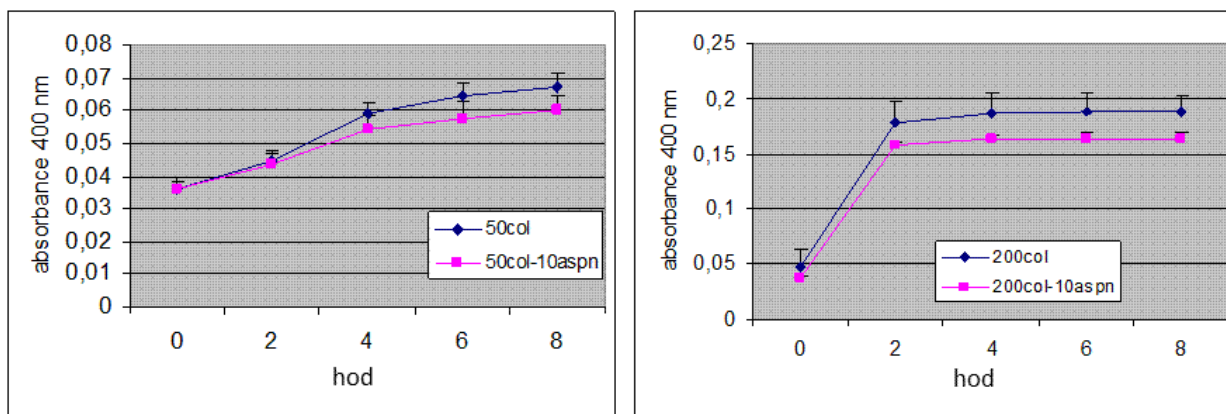 absorbance 400 nm
0,08
0,07
0,06
0,05
0,04
0,03
0,02
0,01
0
50col
50col-10aspn
0 2 4 6 8
hod
absorbance 400 nm
0,25
0,2
0,15
0,1
0,05
0
200col
200col-10aspn
0 2 4 6 8
hod